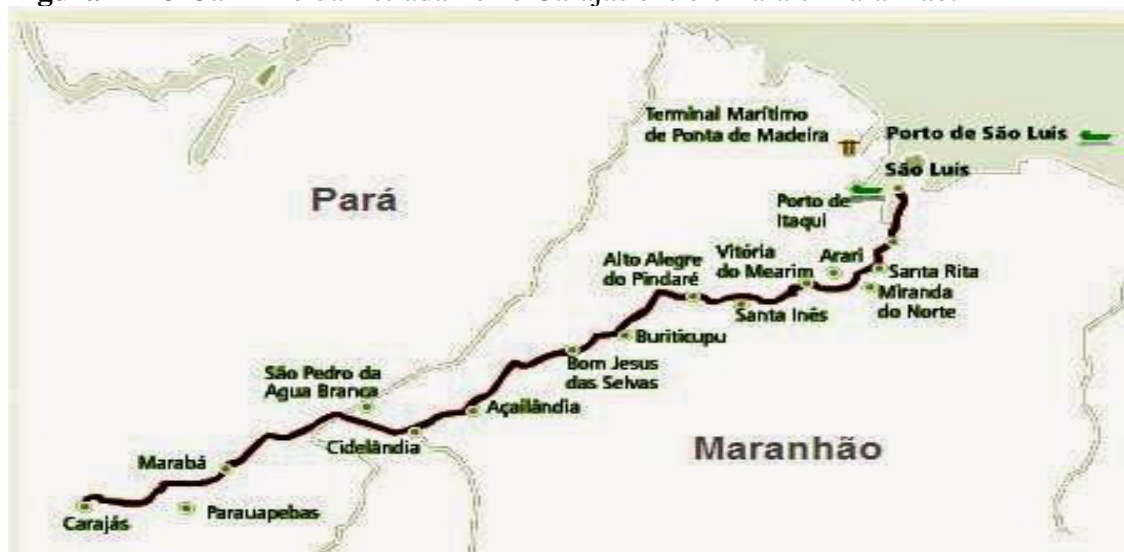 Terminal Marítimo
de Ponta de Madeira
Porto de São Luís
São Luís
Pará
Porto de
Itaqui
Alto Alegre
do Pindaré
Vitória
do Mearim
Arari
Santa Rita
Miranda
do Norte
Santa Inês
Buriticupu
Bom Jesus
das Selvas
São Pedro da
Agua Branca
Açailândia
Cidelândia
Maranhão
Marabá
Carajás
Parauapebas